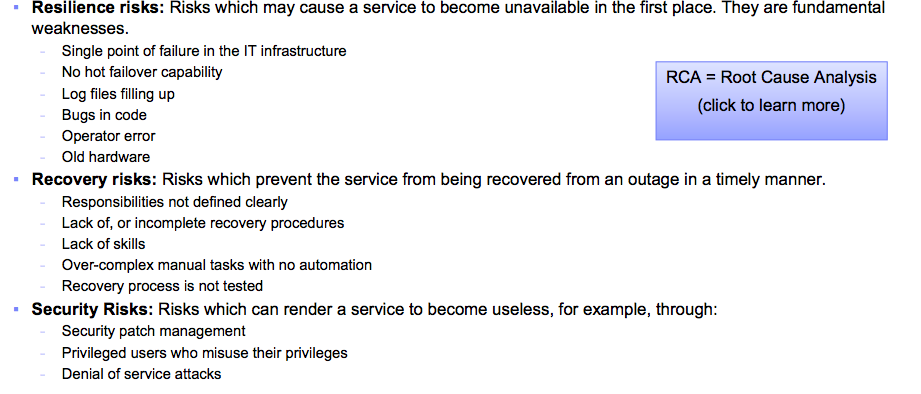 Resilience risks: Risks which may cause a service to become unavailable in the first place. They are fundamental
weaknesses.
Single point of failure in the IT infrastructure
No hot failover capability
Log files filling up
Bugs in code
Operator error
Old hardware
RCA = Root Cause Analysis
(click to learn more)
Recovery risks: Risks which prevent the service from being recovered from an outage in a timely manner.
Responsibilities not defined clearly
Lack of, or incomplete recovery procedures
Lack of skills
Over-complex manual tasks with no automation
Recovery process is not tested
Security Risks: Risks which can render a service to become useless, for example, through:
Security patch management
Privileged users who misuse their privileges
Denial of service attacks